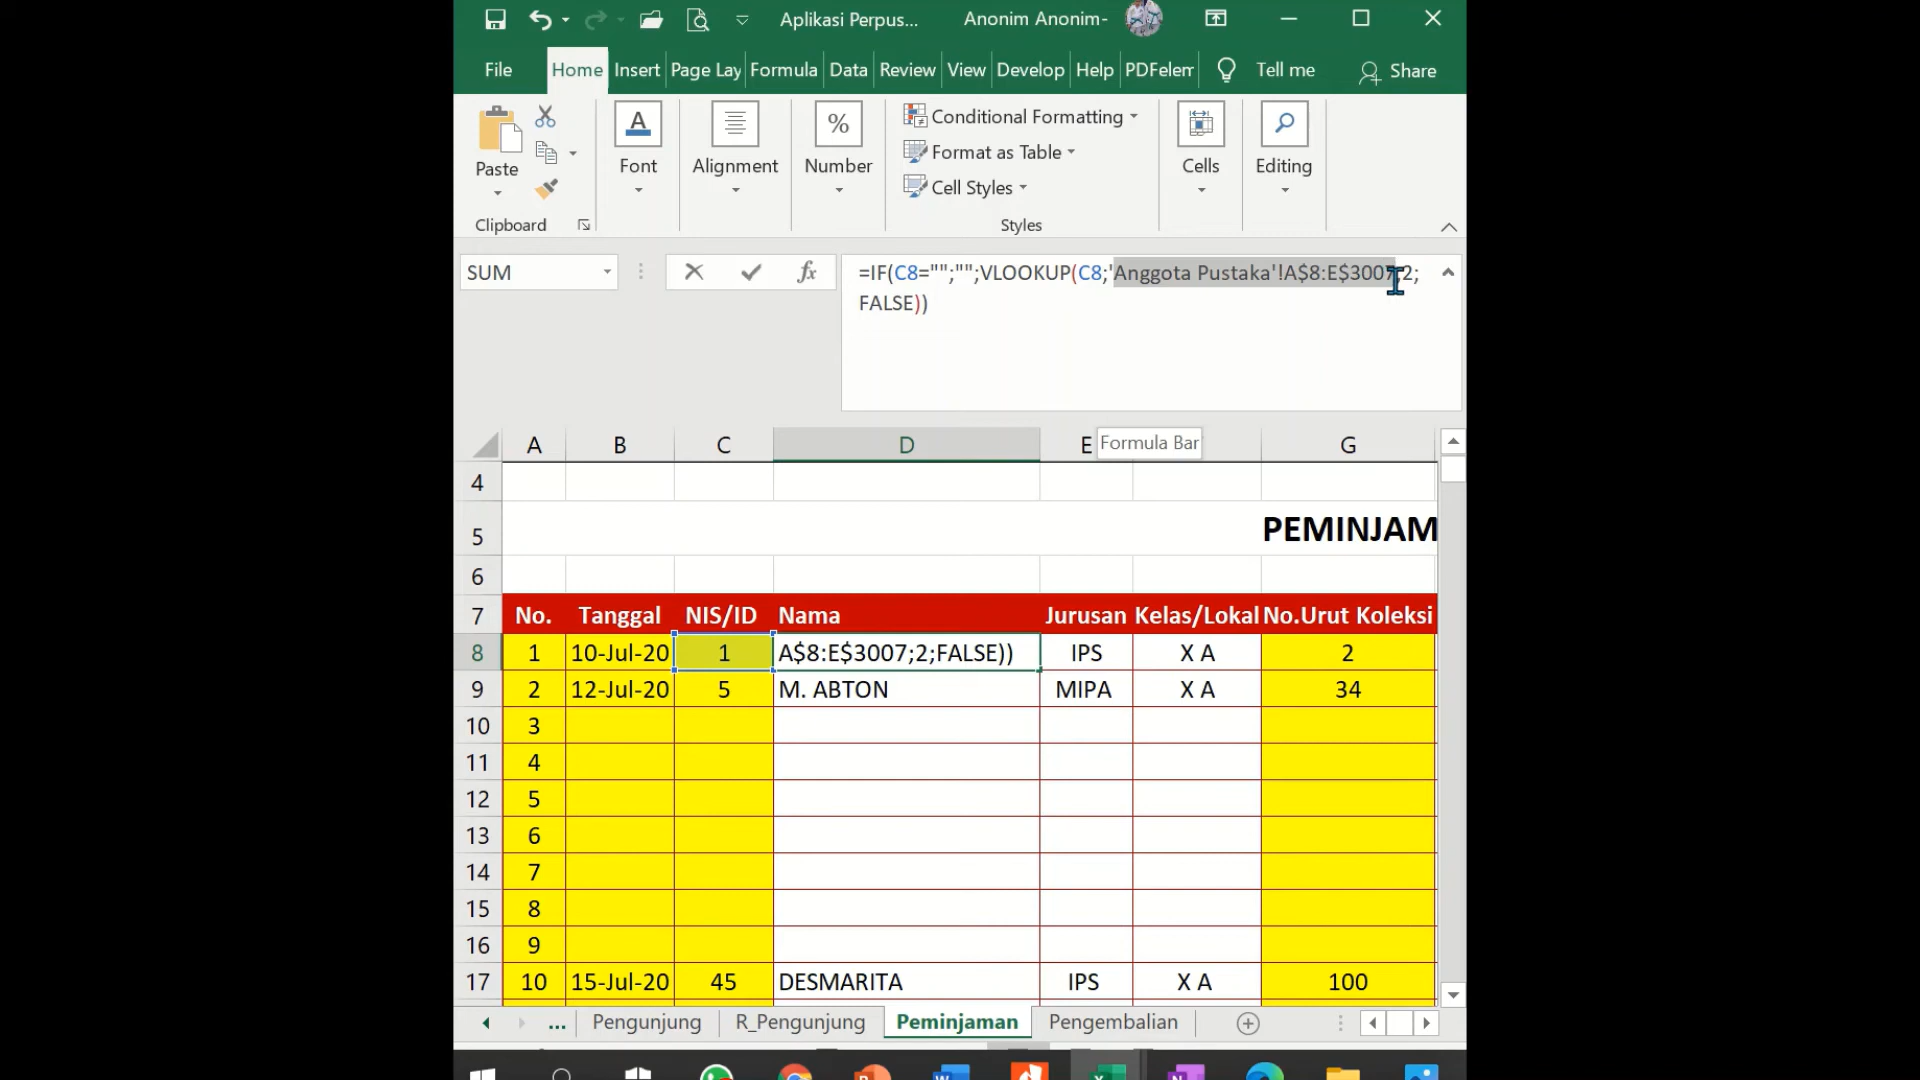 Aplikasi Perpus... Anonim Anonim-
File Home Insert Page Lay Formula Data Review View Develop Help PDFelem Tell me Share
Paste
Clipboard
Font
Alignment
Number
Conditional Formatting
Format as Table
Cell Styles
Styles
Cells
Editing
SUM
=IF(C8="";"";VLOOKUP(C8;'Anggota Pustaka'!A$8:E$3007;2;
FALSE))
Formula Bar
A B C D E G
4
5 PEMINJAM
6
7 No. Tanggal NIS/ID Nama Jurusan Kelas/Lokal No.Urut Koleksi
8 1 10-Jul-20 1 A$8:E$3007;2;FALSE)) IPS X A 2
9 2 12-Jul-20 5 M. ABTON MIPA X A 34
10 3
11 4
12 5
13 6
14 7
15 8
16 9
17 10 15-Jul-20 45 DESMARITA IPS X A 100
... Pengunjung R_Pengunjung Peminjaman Pengembalian